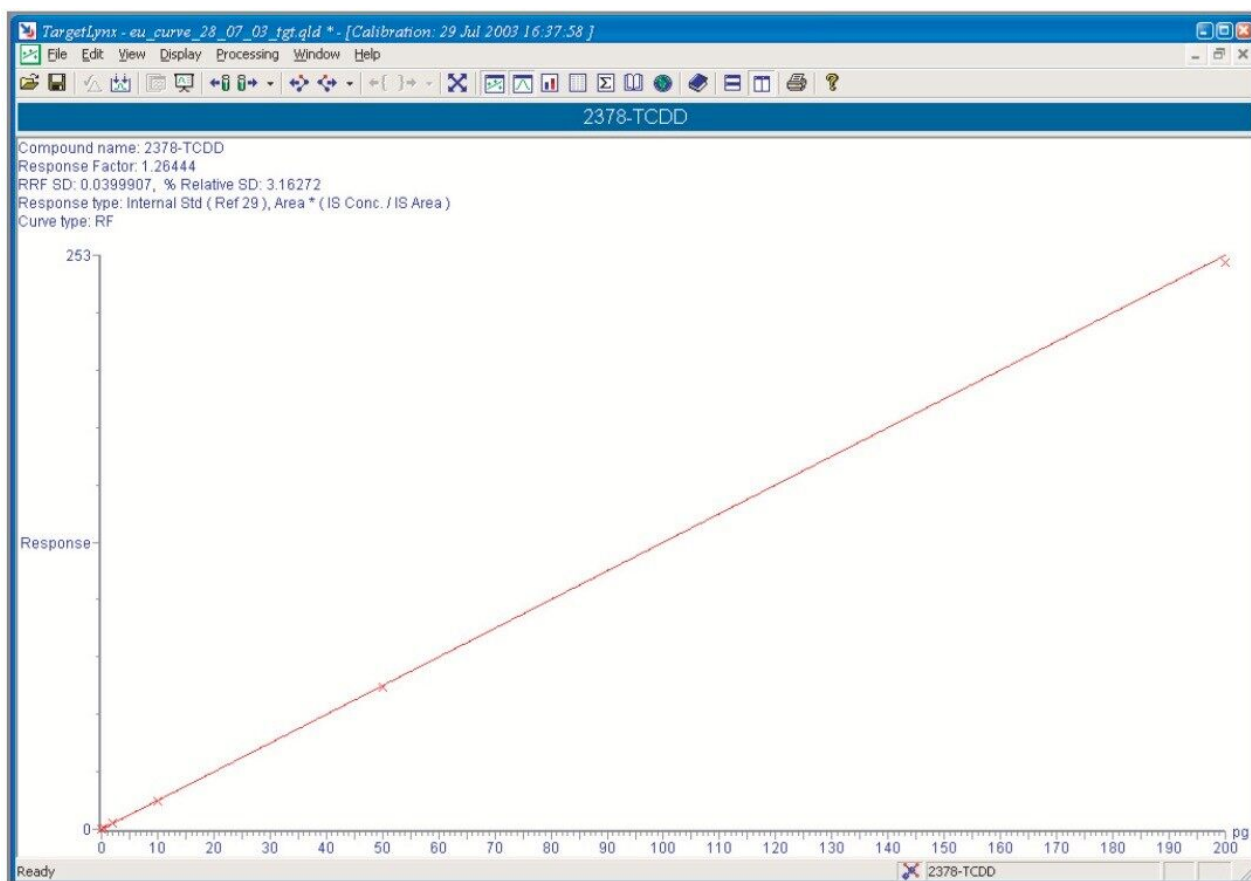 TargetLynx - eu_curve_28_07_03_tgt.qld * - [Calibration: 29 Jul 2003 16:37:58 ]
File Edit View Display Processing Window Help
2378-TCDD
Compound name: 2378-TCDD
Response Factor: 1.26444
RRF SD: 0.0399907, % Relative SD: 3.16272
Response type: Internal Std ( Ref 29 ), Area * ( IS Conc. / IS Area )
Curve type: RF
253
Response
0
0 10 20 30 40 50 60 70 80 90 100 110 120 130 140 150 160 170 180 190 200 pg
Ready 2378-TCDD